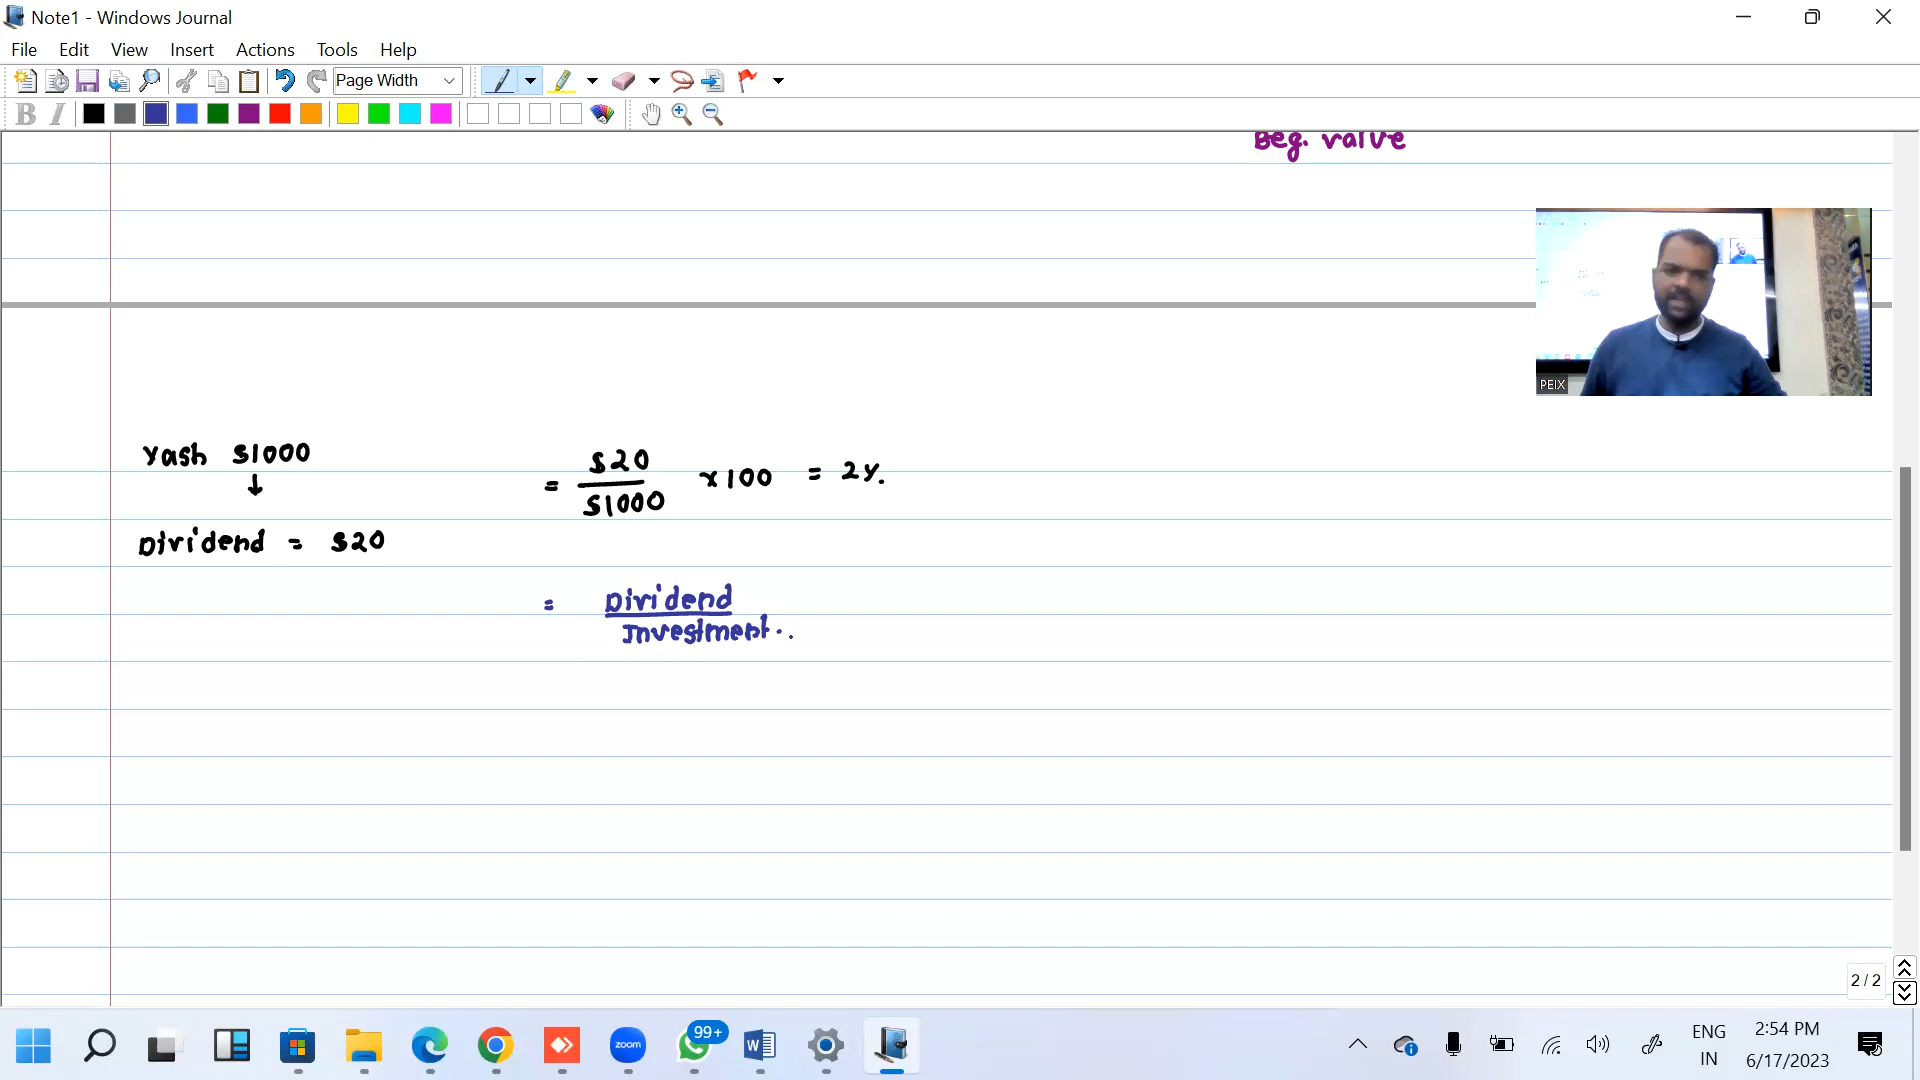 Note1 - Windows Journal
File Edit View Insert Actions Tools Help
Page Width
B I
Beg. value
PEIX
Yash $1000
↓
Dividend = $20
= $20 / $1000 x 100 = 2%
= Dividend
Investment..
2 / 2
99+
zoom
ENG
IN
2:54 PM
6/17/2023